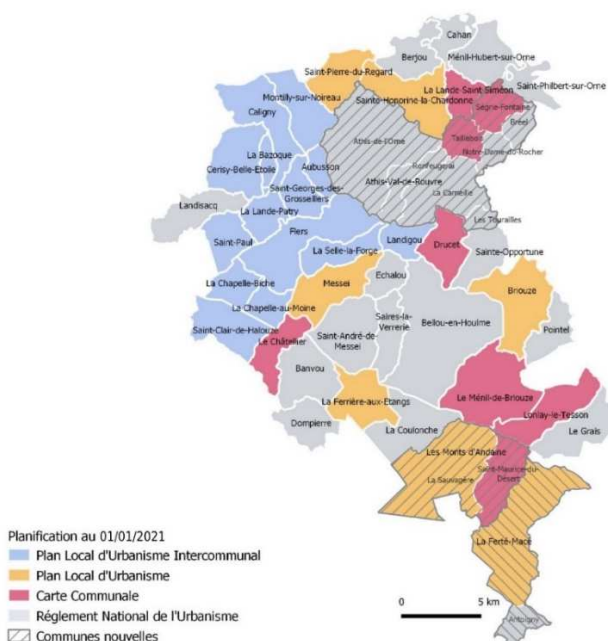 Cahan
Berjou
Ménil-Hubert-sur-Orne
Saint-Pierre-du-Regard
La Lande-Saint-Siméon
Saint-Philbert-sur-Orne
Montilly-sur-Noireau
Sainte-Honorine-la-Chardonne
Ségrie-Fontaine
Caligny
Bréel
Athis-de-l'Orne
Taillebois
Notre-Dame-du-Rocher
La Bazoque
Ronfeugerai
Cerisy-Belle-Etoile
Aubusson
Athis-Val-de-Rouvre
Saint-Georges-des-
Groseillers
La Carneille
Landisacq
La Lande-Patry
Les Tourailles
Flers
Saint-Paul
La Selle-la-Forge
Landigou
Durcet
Sainte-Opportune
La Chapelle-Biche
Messei
Echalou
Briouze
La Chapelle-au-Moine
Saires-la-
Verrerie
Bellou-en-Houlme
Saint-Clair-de-Halouze
Saint-André-de-
Messei
Pointel
Le Châtellier
Banvou
Le Ménil-de-Briouze
La Ferrière-aux-Etangs
Lonlay-le-Tesson
Dompierre
La Coulonche
Le Grais
Les Monts d'Andaine
Saint-Maurice-du-
Désert
La Sauvagère
La Ferté-Macé
Antoigny
Planification au 01/01/2021
Plan Local d'Urbanisme Intercommunal
Plan Local d'Urbanisme
Carte Communale
Réglement National de l'Urbanisme
Communes nouvelles
0 5 km